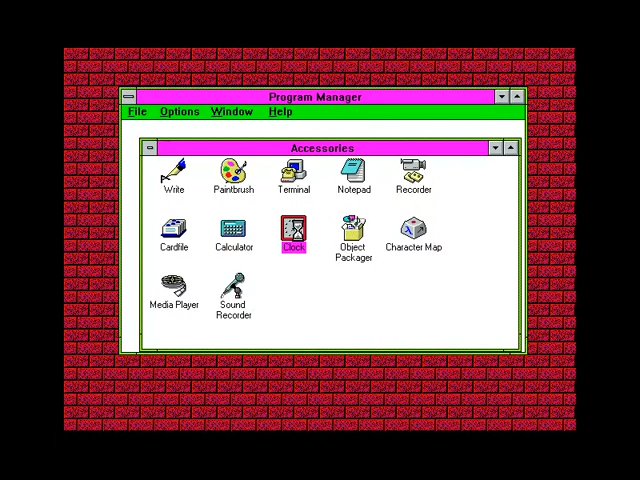 Program Manager
File Options Window Help
Accessories
Write Paintbrush Terminal Notepad Recorder
Cardfile Calculator Clock Object Packager Character Map
Media Player Sound Recorder